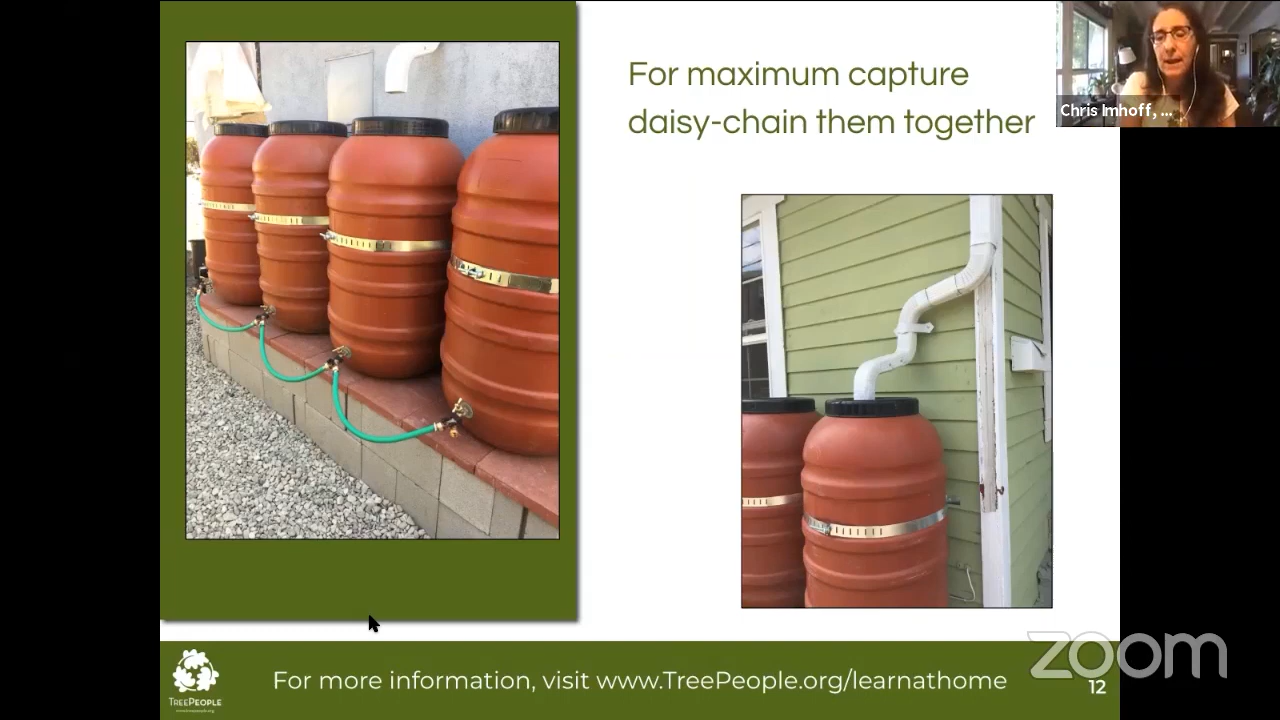 For maximum capture
daisy-chain them together
Chris Imhoff, ...
TREEPEOPLE
For more information, visit www.TreePeople.org/learnathome
12
zoom